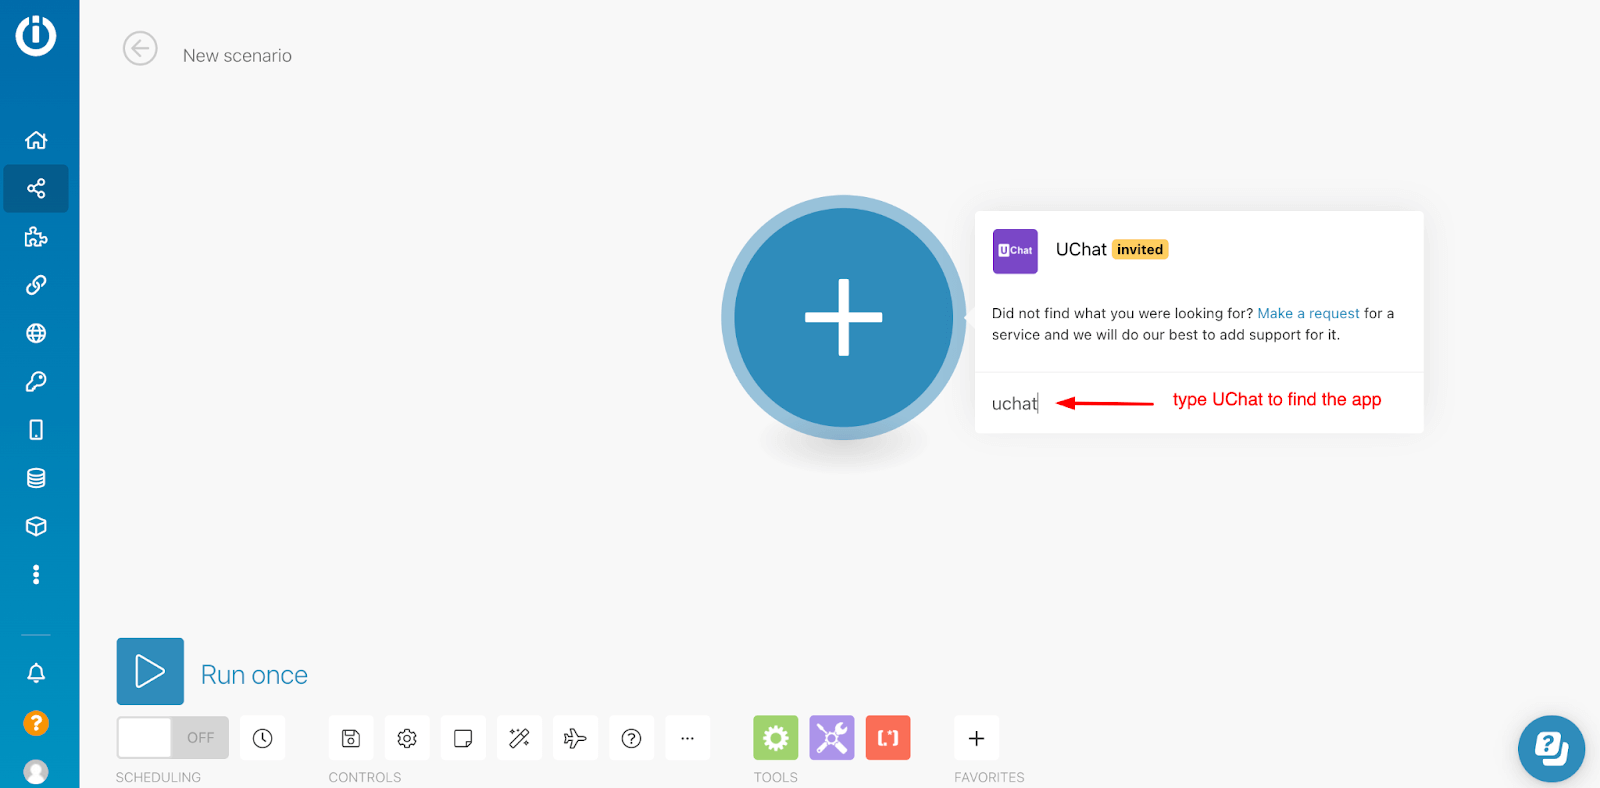 New scenario
UChat
UChat invited
Did not find what you were looking for? Make a request for a
service and we will do our best to add support for it.
uchat
type UChat to find the app
Run once
OFF
SCHEDULING
CONTROLS
TOOLS
FAVORITES